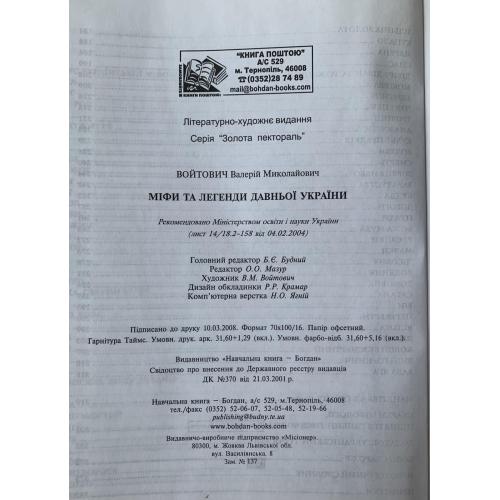 "КНИГА ПОШТОЮ"
А/С 529
м. Тернопіль, 46008
☎(0352)28 74 89
mail@bohdan-books.com
Літературно-художнє видання
Серія "Золота пектораль"
ВОЙТОВИЧ Валерій Миколайович
МІФИ ТА ЛЕГЕНДИ ДАВНЬОЇ УКРАЇНИ
Рекомендовано Міністерством освіти і науки України
(лист 14/18.2-158 від 04.02.2004)
Головний редактор Б.Є. Будний
Редактор О.О. Мазур
Художник В.М. Войтович
Дизайн обкладинки Р.Р. Крамар
Комп'ютерна верстка Н.О. Ягній
Підписано до друку 10.03.2008. Формат 70х100/16. Папір офсетний.
Гарнітура Таймс. Умовн. друк. арк. 31,60+1,29 (вкл.). Умовн. фарбо-відб. 31,60+5,16 (вкл.).
Видавництво «Навчальна книга – Богдан»
Свідоцтво про внесення до Державного реєстру видавців
ДК №370 від 21.03.2001 р.
Навчальна книга – Богдан, а/с 529, м.Тернопіль, 46008
тел./факс (0352) 52-06-07, 52-05-48, 52-19-66
publishing@budny.te.ua
www.bohdan-books.com
Видавничо-виробниче підприємство «Місіонер»
80300, м. Жовква Львівської обл.
вул. Василіянська, 8
Зам. № 137